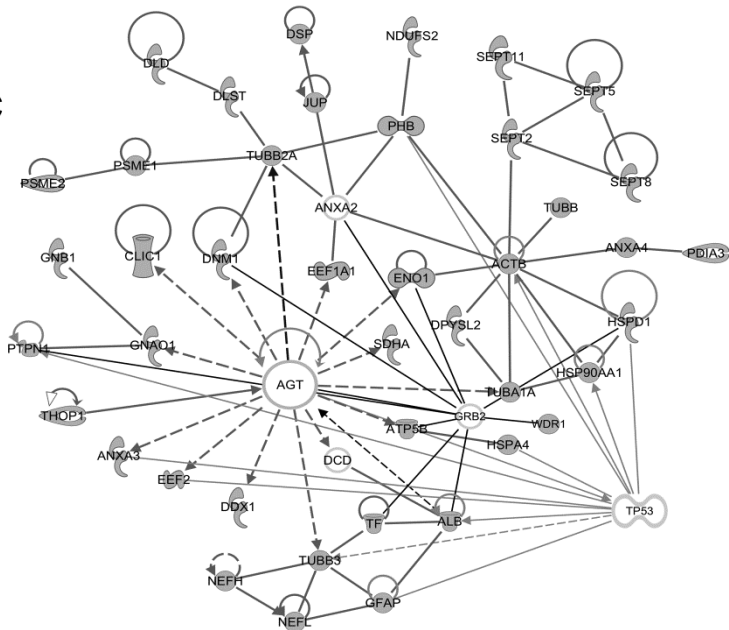 DSP
NDUFS2
DLD
SEPT11
SEPT5
DLST
JUP
PHB
SEPT2
TUBB2A
PSME1
PSME2
SEPT8
ANXA2
TUBB
GNB1
CLIC1
DNM1
EEF1A1
ENO1
ACTB
ANXA4
PDIA3
DPYSL2
HSPD1
PTPN1
GNAO1
SDHA
HSP90AA1
AGT
TUBA1A
THOP1
GRB2
ATP5B
WDR1
HSPA4
ANXA3
DCD
EEF2
DDX1
TF
ALB
TP53
TUBB3
NEFH
GFAP
NEFL